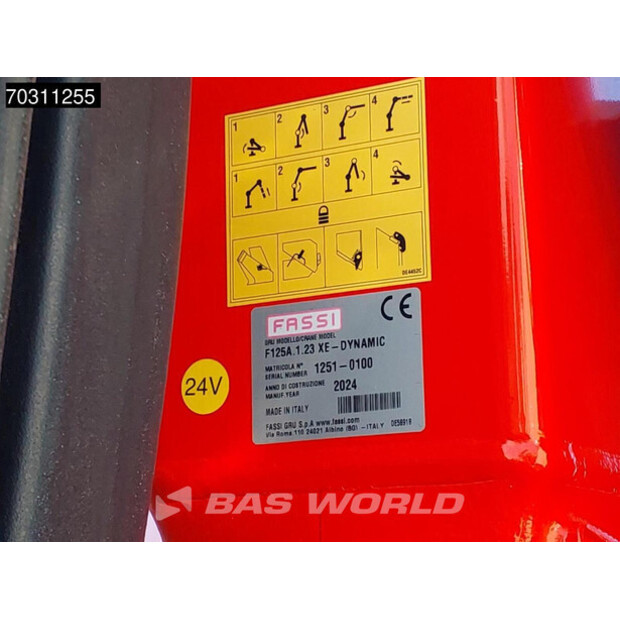 70311255
1 2 3 4
1 2 3 4
DE4462C
FASSI
CE
GRU MODELLO/CRANE MODEL
F125A.1.23 XE-DYNAMIC
MATRICOLA N°
SERIAL NUMBER 1251-0100
ANNO DI COSTRUZIONE
MANUF.YEAR 2024
MADE IN ITALY
FASSI GRU S.p.A www.fassi.com
Via Roma 110 24021 Albino (BG) - ITALY DE58919
24V
BAS WORLD